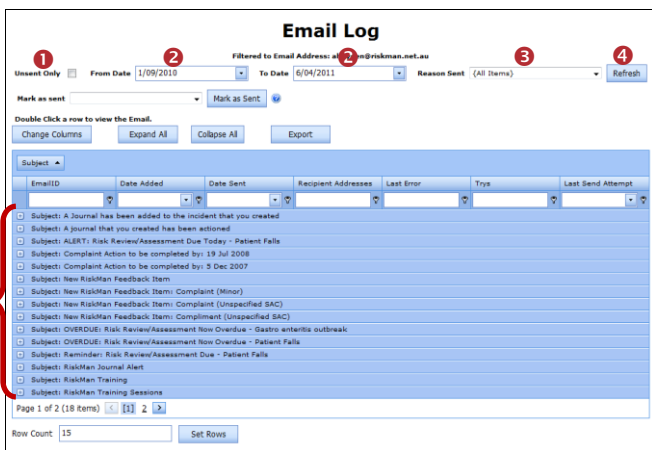 Email Log
Filtered to Email Address: @riskman.net.au
1 2 2 3 4
Unsent Only From Date 1/09/2010 To Date 6/04/2011 Reason Sent {All Items} Refresh
Mark as sent Mark as Sent
Double Click a row to view the Email.
Change Columns Expand All Collapse All Export
Subject
EmailID Date Added Date Sent Recipient Addresses Last Error Trys Last Send Attempt
Subject: A Journal has been added to the incident that you created
Subject: A journal that you created has been actioned
Subject: ALERT: Risk Review/Assessment Due Today - Patient Falls
Subject: Complaint Action to be completed by: 19 Jul 2008
Subject: Complaint Action to be completed by: 5 Dec 2007
Subject: New RiskMan Feedback Item
Subject: New RiskMan Feedback Item: Complaint (Minor)
Subject: New RiskMan Feedback Item: Complaint (Unspecified SAC)
Subject: New RiskMan Feedback Item: Compliment (Unspecified SAC)
Subject: OVERDUE: Risk Review/Assessment Now Overdue - Gastro enteritis outbreak
Subject: OVERDUE: Risk Review/Assessment Now Overdue - Patient Falls
Subject: Reminder: Risk Review/Assessment Due - Patient Falls
Subject: RiskMan Journal Alert
Subject: RiskMan Training
Subject: RiskMan Training Sessions
Page 1 of 2 (18 items) < [1] 2 >
Row Count 15 Set Rows